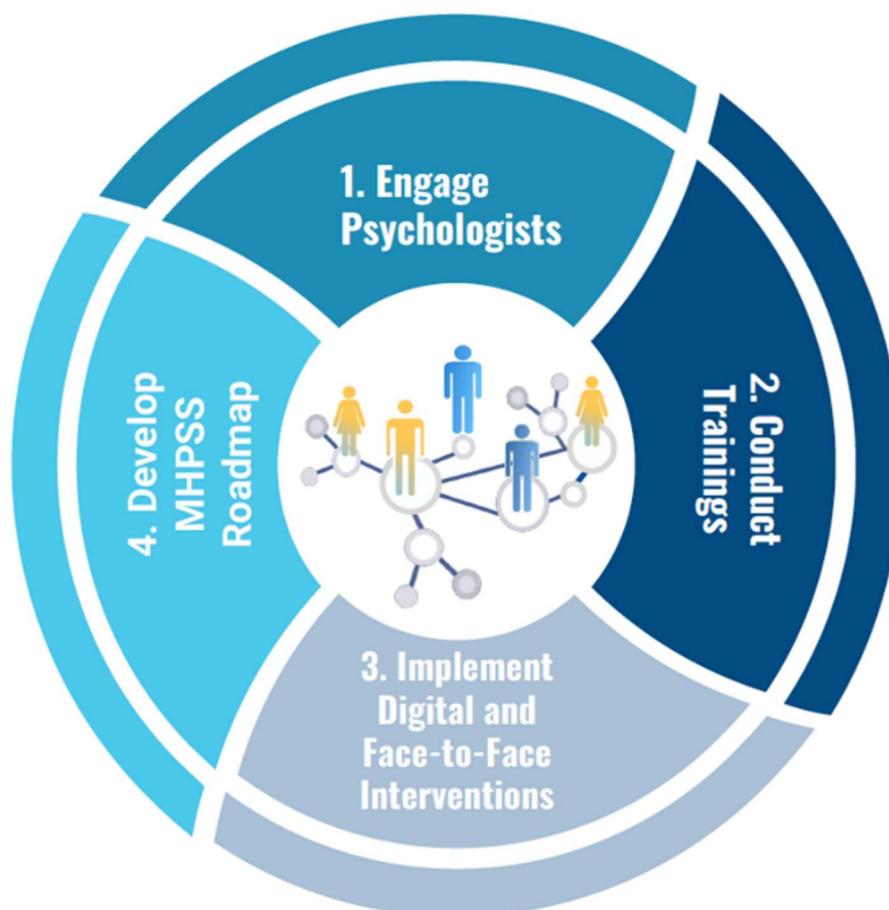 1. Engage
Psychologists
2. Conduct
Trainings
3. Implement
Digital and
Face-to-Face
Interventions
4. Develop
MHPSS
Roadmap